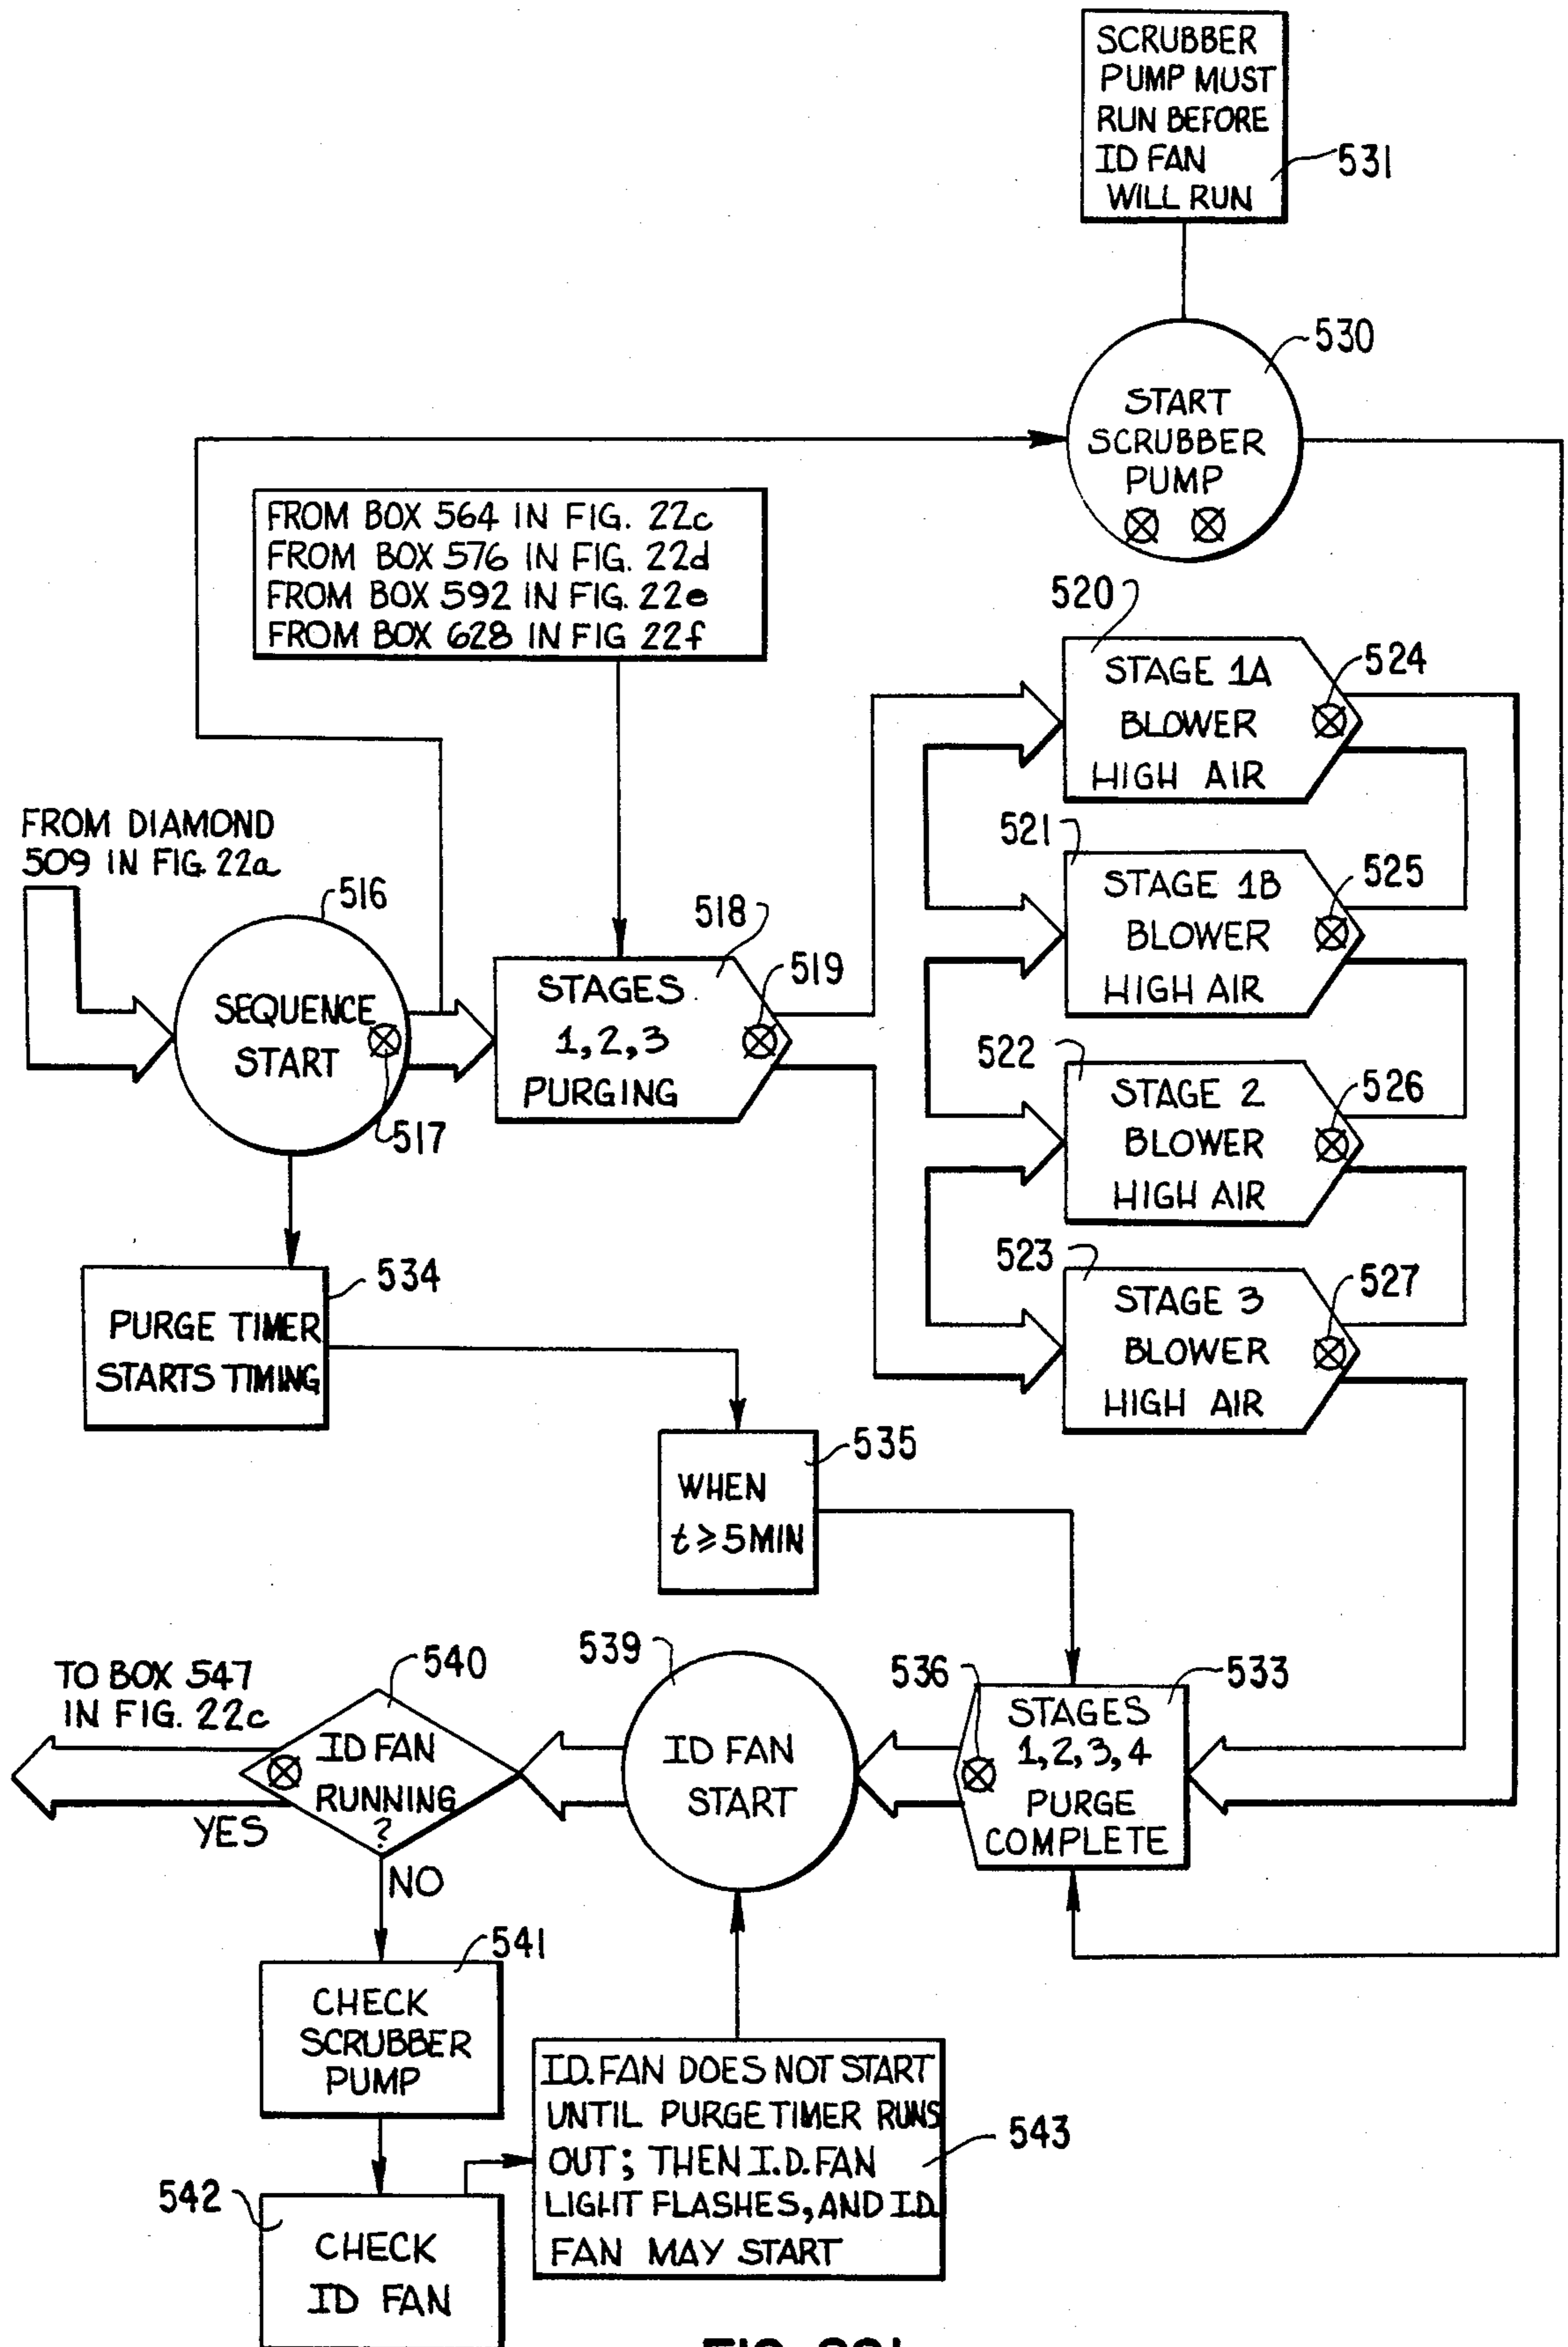 SCRUBBER
PUMP MUST
RUN BEFORE
ID FAN
WILL RUN
531
530
START
SCRUBBER
PUMP
FROM BOX 564 IN FIG. 22c
FROM BOX 576 IN FIG. 22d
FROM BOX 592 IN FIG. 22e
FROM BOX 628 IN FIG 22f
520
STAGE 1A
BLOWER
HIGH AIR
524
FROM DIAMOND
509 IN FIG. 22a
516
SEQUENCE
START
517
518
STAGES
1,2,3
PURGING
519
521
STAGE 1B
BLOWER
HIGH AIR
525
522
STAGE 2
BLOWER
HIGH AIR
526
523
STAGE 3
BLOWER
HIGH AIR
527
534
PURGE TIMER
STARTS TIMING
535
WHEN
t ≥ 5 MIN
TO BOX 547
IN FIG. 22c
540
ID FAN
RUNNING
?
YES
NO
539
ID FAN
START
536
533
STAGES
1,2,3,4
PURGE
COMPLETE
541
CHECK
SCRUBBER
PUMP
542
CHECK
ID FAN
I.D. FAN DOES NOT START
UNTIL PURGE TIMER RUNS
OUT; THEN I.D. FAN
LIGHT FLASHES, AND I.D.
FAN MAY START
543